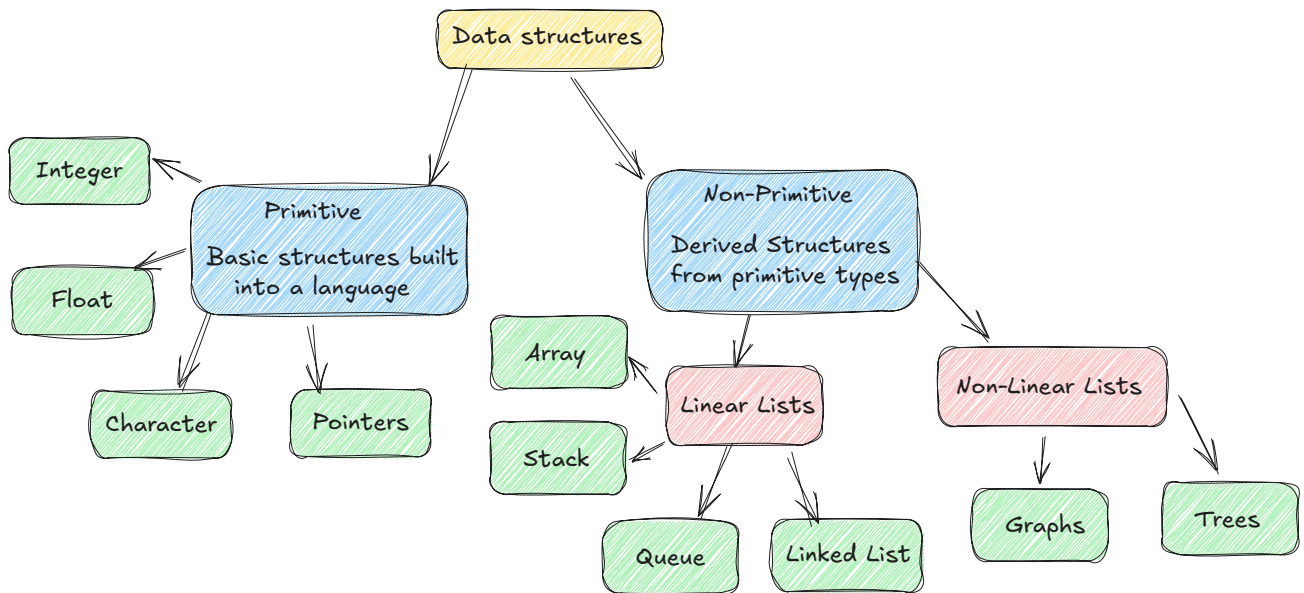 Data structures
Integer
Primitive
Basic structures built
into a language
Float
Character
Pointers
Non-Primitive
Derived Structures
from primitive types
Array
Linear Lists
Stack
Queue
Linked List
Non-Linear Lists
Graphs
Trees